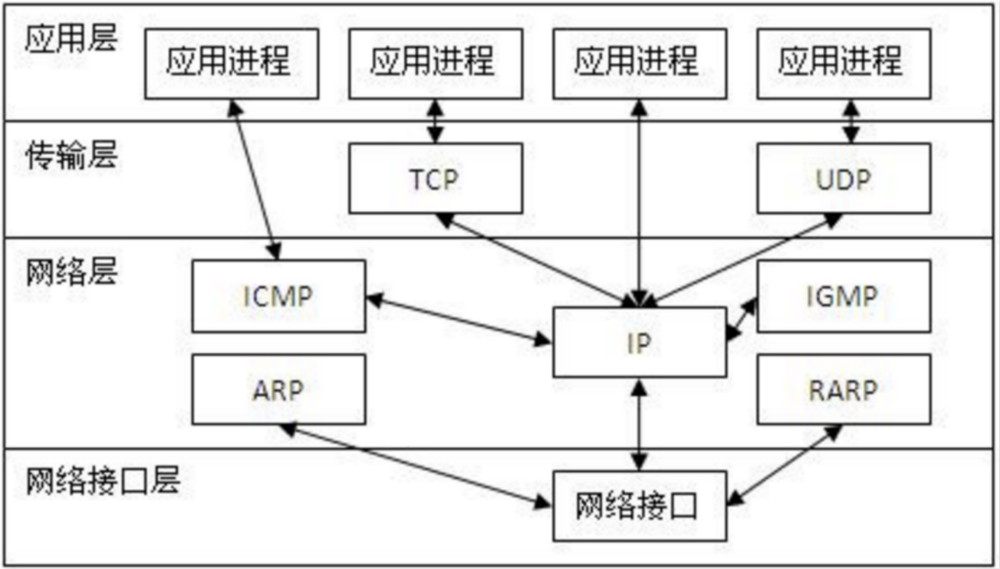 应用层
应用进程
应用进程
应用进程
应用进程
传输层
TCP
UDP
网络层
ICMP
IGMP
IP
ARP
RARP
网络接口层
网络接口